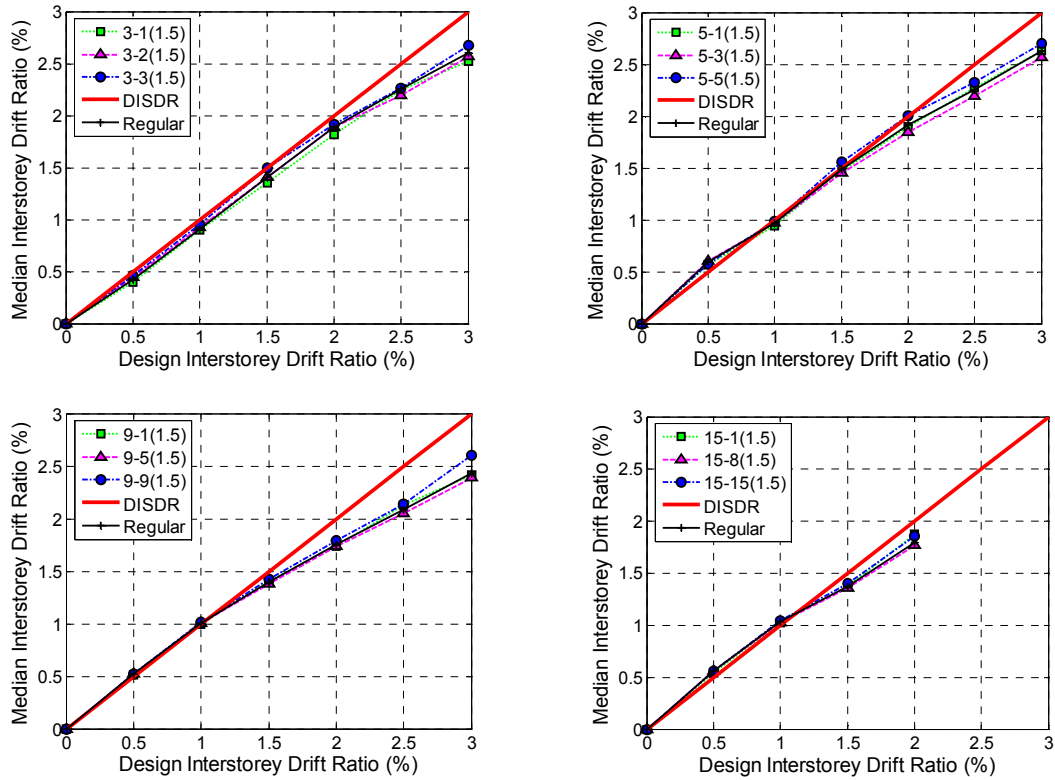 3-1(1.5)
3-2(1.5)
3-3(1.5)
DISDR
Regular
Median Interstorey Drift Ratio (%)
3
2.5
2
1.5
1
0.5
0
0 0.5 1 1.5 2 2.5 3
Design Interstorey Drift Ratio (%)
5-1(1.5)
5-3(1.5)
5-5(1.5)
DISDR
Regular
Median Interstorey Drift Ratio (%)
3
2.5
2
1.5
1
0.5
0
0 0.5 1 1.5 2 2.5 3
Design Interstorey Drift Ratio (%)
9-1(1.5)
9-5(1.5)
9-9(1.5)
DISDR
Regular
Median Interstorey Drift Ratio (%)
3
2.5
2
1.5
1
0.5
0
0 0.5 1 1.5 2 2.5 3
Design Interstorey Drift Ratio (%)
15-1(1.5)
15-8(1.5)
15-15(1.5)
DISDR
Regular
Median Interstorey Drift Ratio (%)
3
2.5
2
1.5
1
0.5
0
0 0.5 1 1.5 2 2.5 3
Design Interstorey Drift Ratio (%)